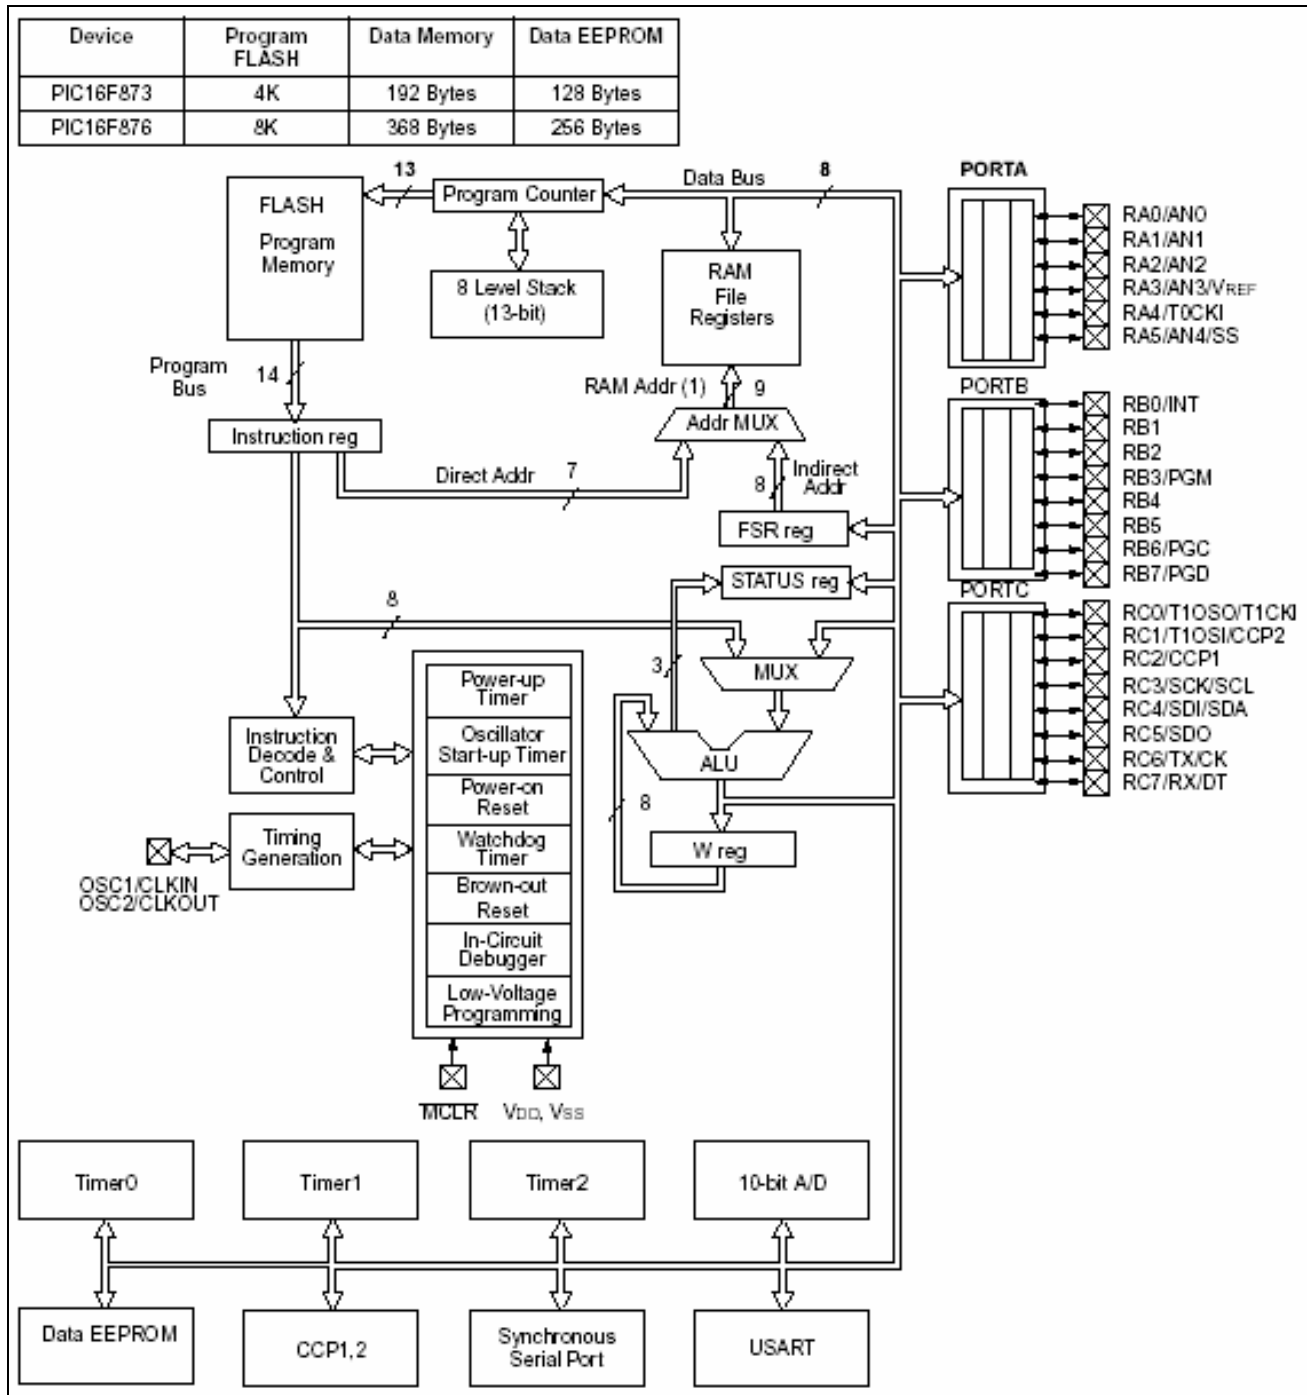 Device Program FLASH Data Memory Data EEPROM
PIC16F873 4K 192 Bytes 128 Bytes
PIC16F876 8K 368 Bytes 256 Bytes
FLASH
Program
Memory
13
Program Counter
Data Bus
8
8 Level Stack
(13-bit)
RAM
File
Registers
Program
Bus
14
RAM Addr (1)
9
Addr MUX
Instruction reg
Direct Addr
7
8
Indirect
Addr
FSR reg
STATUS reg
8
3
MUX
ALU
8
W reg
Instruction
Decode &
Control
Timing
Generation
OSC1/CLKIN
OSC2/CLKOUT
Power-up
Timer
Oscillator
Start-up Timer
Power-on
Reset
Watchdog
Timer
Brown-out
Reset
In-Circuit
Debugger
Low-Voltage
Programming
MCLR
VDD, VSS
PORTA
RA0/AN0
RA1/AN1
RA2/AN2
RA3/AN3/VREF
RA4/T0CKI
RA5/AN4/SS
PORTB
RB0/INT
RB1
RB2
RB3/PGM
RB4
RB5
RB6/PGC
RB7/PGD
PORTC
RC0/T1OSO/T1CKI
RC1/T1OSI/CCP2
RC2/CCP1
RC3/SCK/SCL
RC4/SDI/SDA
RC5/SDO
RC6/TX/CK
RC7/RX/DT
Timer0
Timer1
Timer2
10-bit A/D
Data EEPROM
CCP1,2
Synchronous
Serial Port
USART